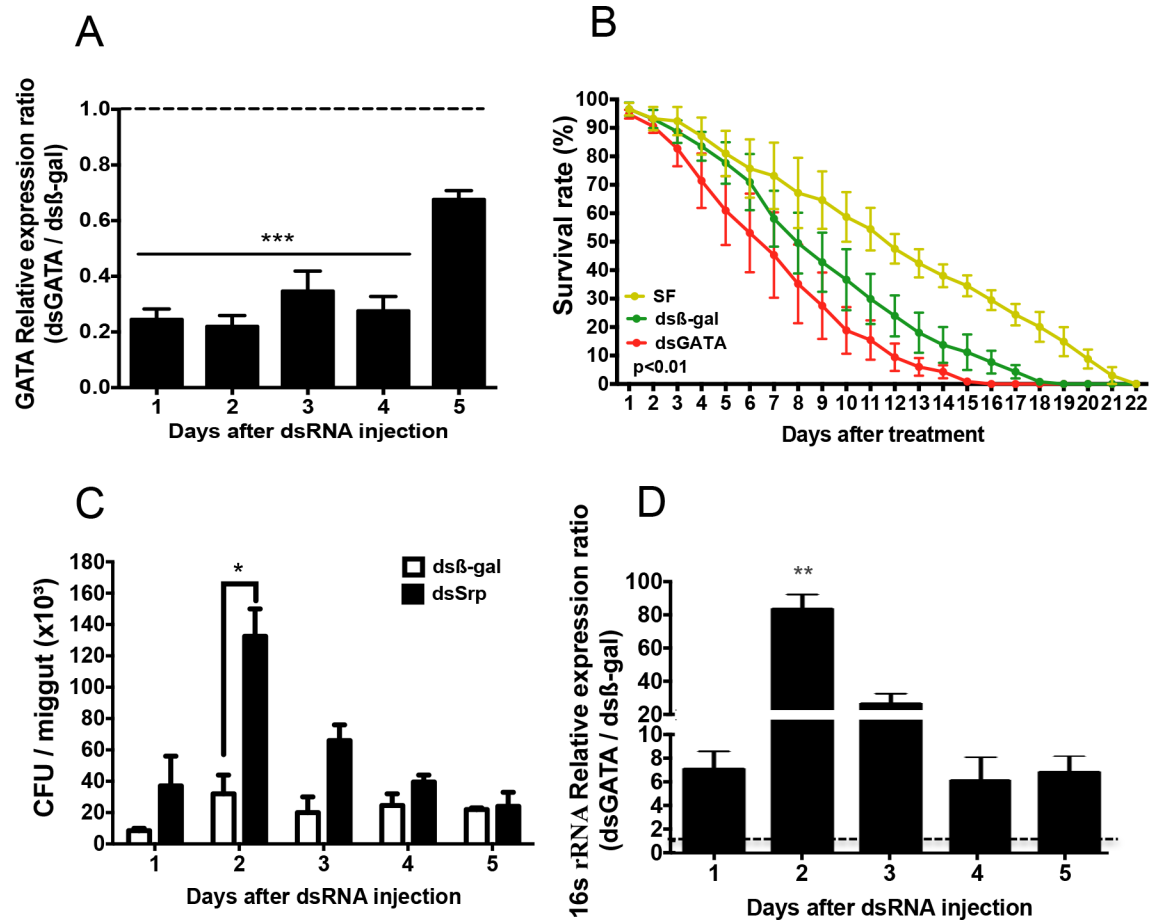 A
GATA Relative expression ratio
(dsGATA / dsß-gal)
1.0
0.8
0.6
0.4
0.2
0.0
***
1 2 3 4 5
Days after dsRNA injection
B
Survival rate (%)
100
90
80
70
60
50
40
30
20
10
0
SF
dsß-gal
dsGATA
p<0.01
1 2 3 4 5 6 7 8 9 10 11 12 13 14 15 16 17 18 19 20 21 22
Days after treatment
C
CFU / miggut (x10³)
180
160
140
120
100
80
60
40
20
0
*
dsß-gal
dsSrp
1 2 3 4 5
Days after dsRNA injection
D
16s rRNA Relative expression ratio
(dsGATA / dsß-gal)
100
80
60
40
20
10
8
6
4
2
0
**
1 2 3 4 5
Days after dsRNA injection